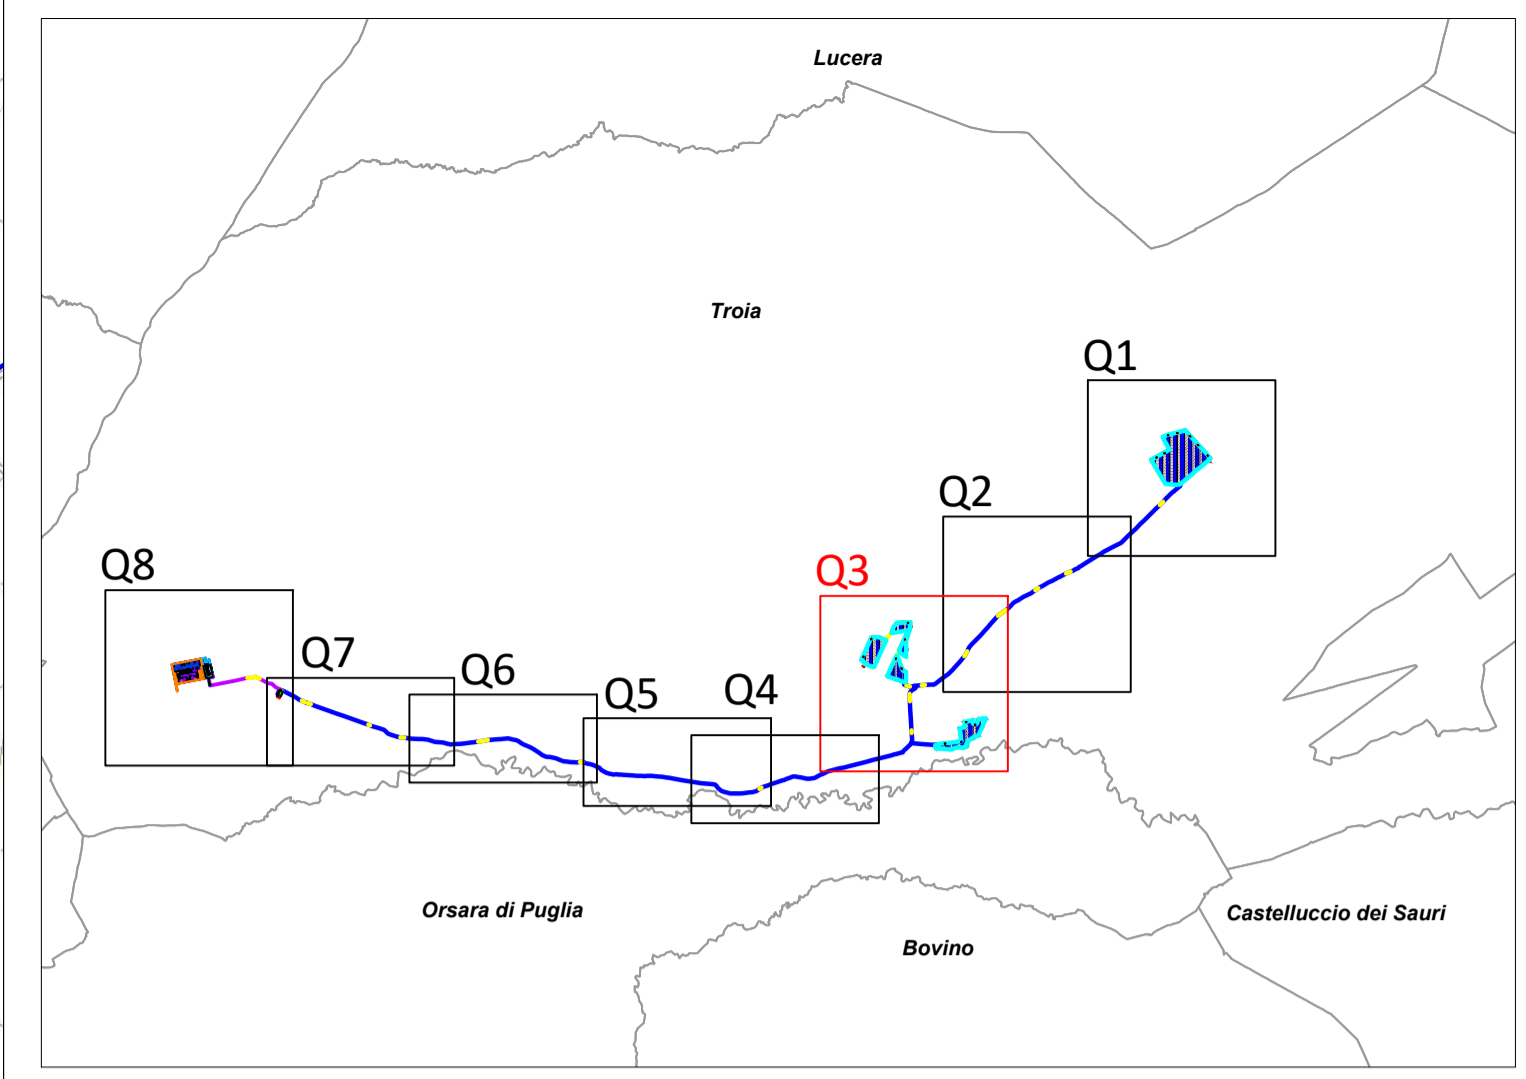 Lucera
Troia
Q1
Q2
Q3
Q8
Q7
Q6
Q5
Q4
Orsara di Puglia
Bovino
Castelluccio dei Sauri